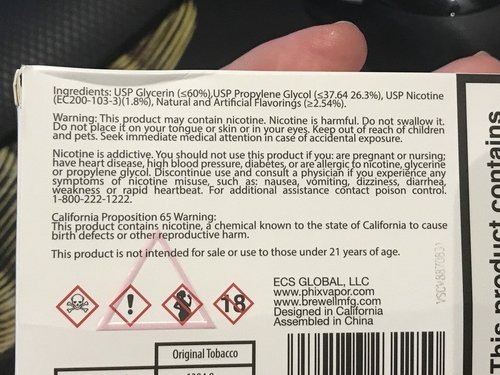 Ingredients: USP Glycerin (≤60%),USP Propylene Glycol (≤37.64 26.3%), USP Nicotine
(EC200-103-3)(1.8%), Natural and Artificial Flavorings (≥2.54%).
Warning: This product may contain nicotine. Nicotine is harmful. Do not swallow it.
Do not place it on your tongue or skin or in your eyes. Keep out of reach of children
and pets. Seek immediate medical attention in case of accidental exposure.
Nicotine is addictive. You should not use this product if you: are pregnant or nursing;
have heart disease, high blood pressure, diabetes, or are allergic to nicotine, glycerine
or propylene glycol. Discontinue use and consult a physician if you experience any
symptoms of nicotine misuse, such as: nausea, vomiting, dizziness, diarrhea,
weakness or rapid heartbeat. For additional assistance contact poison control.
1-800-222-1222.
California Proposition 65 Warning:
This product contains nicotine, a chemical known to the state of California to cause
birth defects or other reproductive harm.
This product is not intended for sale or use to those under 21 years of age.
18
ECS GLOBAL, LLC
www.phixvapor.com
www.brewellmfg.com
Designed in California
Assembled in China
Original Tobacco
This product contains